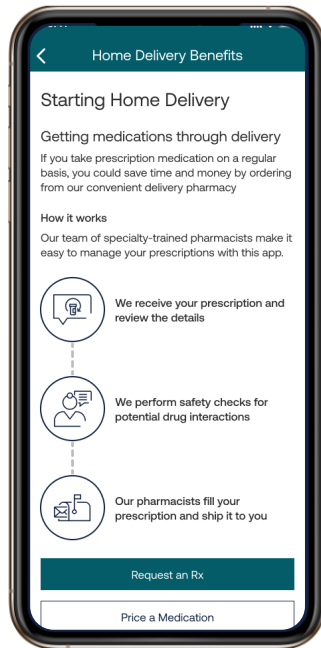 Home Delivery Benefits
Starting Home Delivery
Getting medications through delivery
If you take prescription medication on a regular
basis, you could save time and money by ordering
from our convenient delivery pharmacy
How it works
Our team of specialty-trained pharmacists make it
easy to manage your prescriptions with this app.
We receive your prescription and
review the details
We perform safety checks for
potential drug interactions
Our pharmacists fill your
prescription and ship it to you
Request an Rx
Price a Medication